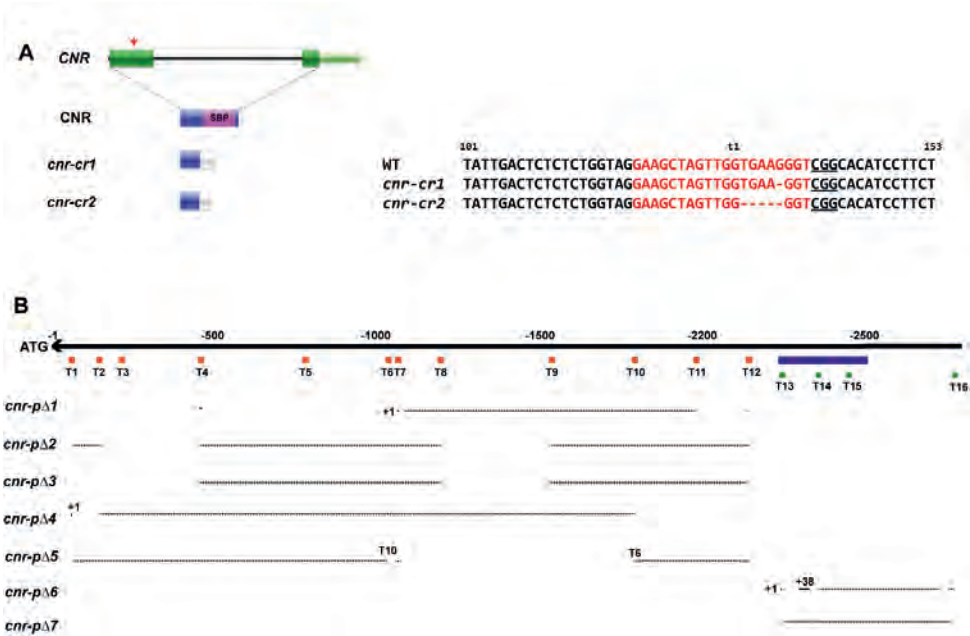 A
CNR
CNR
SBP
cnr-cr1
cnr-cr2
101 t1 153
WT TATTGACTCTCTCTGGTAGGAAGCTAGTTGGTGAAGGGTCGGCACATCCTTCT
cnr-cr1 TATTGACTCTCTCTGGTAGGAAGCTAGTTGGTGAA-GGTCGGCACATCCTTCT
cnr-cr2 TATTGACTCTCTCTGGTAGGAAGCTAGTTGG-----GGTCGGCACATCCTTCT
B
-1 -500 -1000 -1500 -2200 -2500
ATG
T1 T2 T3 T4 T5 T6 T7 T8 T9 T10 T11 T12 T13 T14 T15 T16
cnr-pΔ1 +1
cnr-pΔ2
cnr-pΔ3
cnr-pΔ4 +1
cnr-pΔ5 T10 T6
cnr-pΔ6 +1 +38
cnr-pΔ7